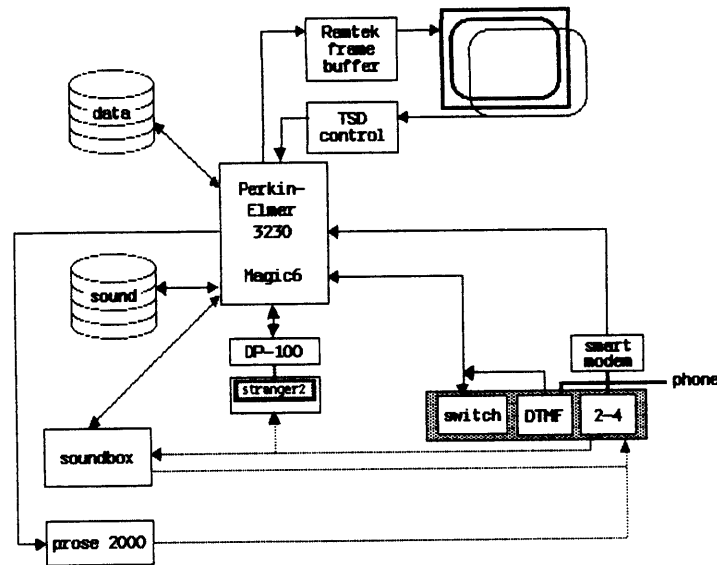 Ramtek
frame
buffer
data
TSD
control
Perkin-
Elmer
3230
Magic6
sound
DP-100
stranger2
smart
modem
phone
switch
DTMF
2-4
soundbox
prose 2000